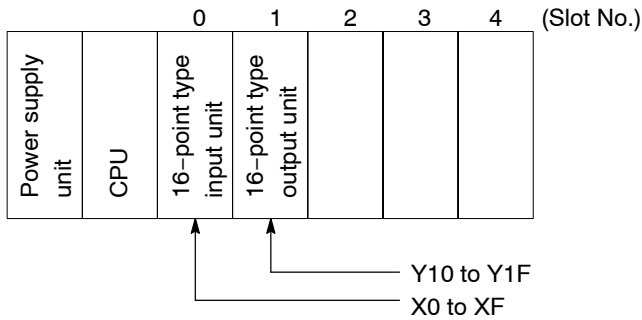 0 1 2 3 4 (Slot No.)
Power supply
unit
CPU
16−point type
input unit
16−point type
output unit
Y10 to Y1F
X0 to XF